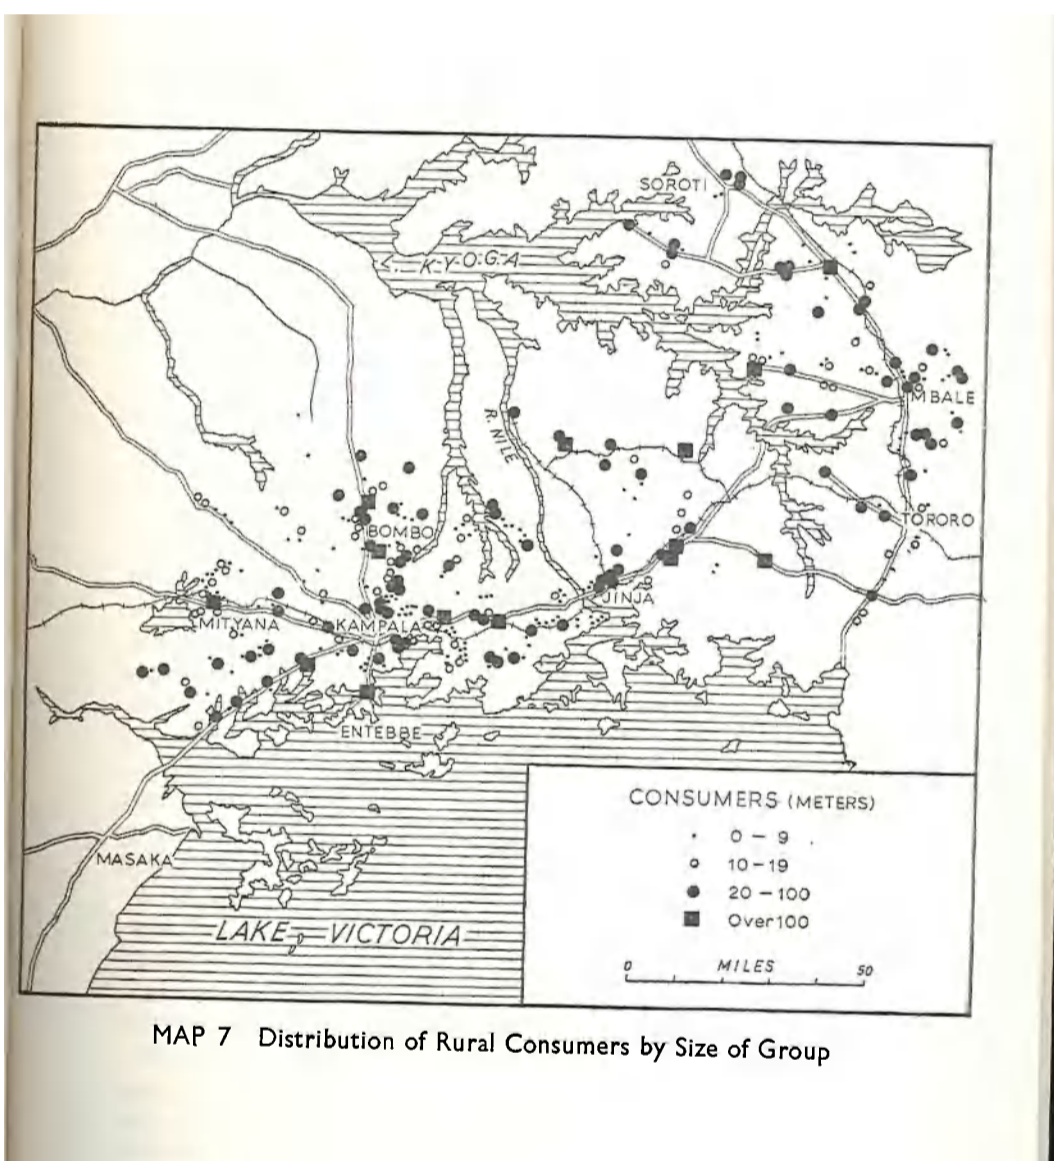 SOROTI
L. KYOGA
R. NILE
MBALE
BOMBO
TORORO
JINJA
MITYANA
KAMPALA
ENTEBBE
MASAKA
LAKE VICTORIA
CONSUMERS (METERS)
0 - 9
10-19
20 - 100
Over 100
0 MILES 50
MAP 7 Distribution of Rural Consumers by Size of Group